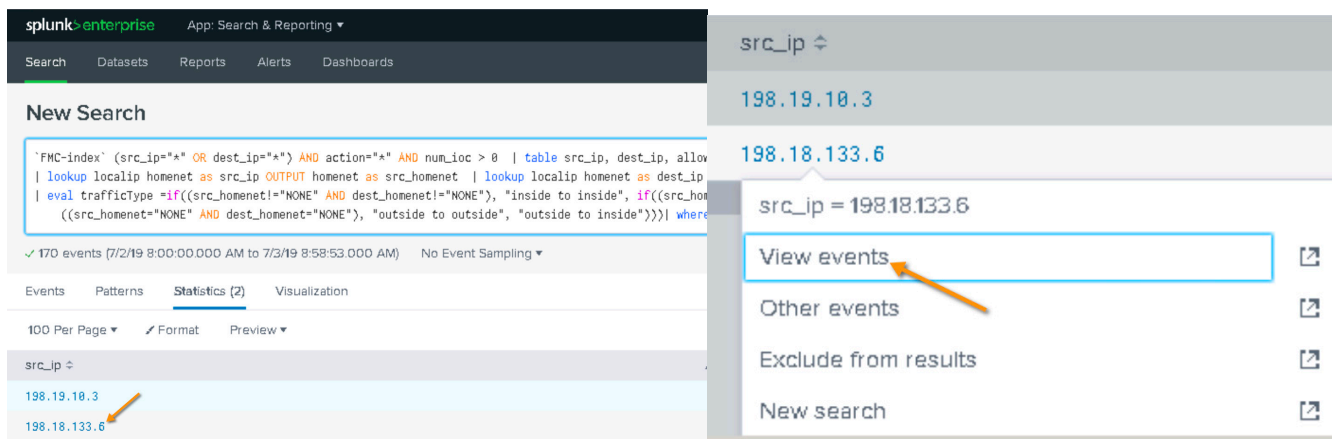 splunk>enterprise App: Search & Reporting ▾
Search Datasets Reports Alerts Dashboards
New Search
`FMC-index` (src_ip="*" OR dest_ip="*") AND action="*" AND num_ioc > 0 | table src_ip, dest_ip, allow
| lookup localip homenet as src_ip OUTPUT homenet as src_homenet | lookup localip homenet as dest_ip
| eval trafficType =if((src_homenet!="NONE" AND dest_homenet!="NONE"), "inside to inside", if((src_hom
((src_homenet="NONE" AND dest_homenet="NONE"), "outside to outside", "outside to inside")))| where
✓ 170 events (7/2/19 8:00:00.000 AM to 7/3/19 8:58:53.000 AM) No Event Sampling ▾
Events Patterns Statistics (2) Visualization
100 Per Page ▾ Format Preview ▾
src_ip
198.19.10.3
198.18.133.6
src_ip
198.19.10.3
198.18.133.6
src_ip = 198.18.133.6
View events
Other events
Exclude from results
New search